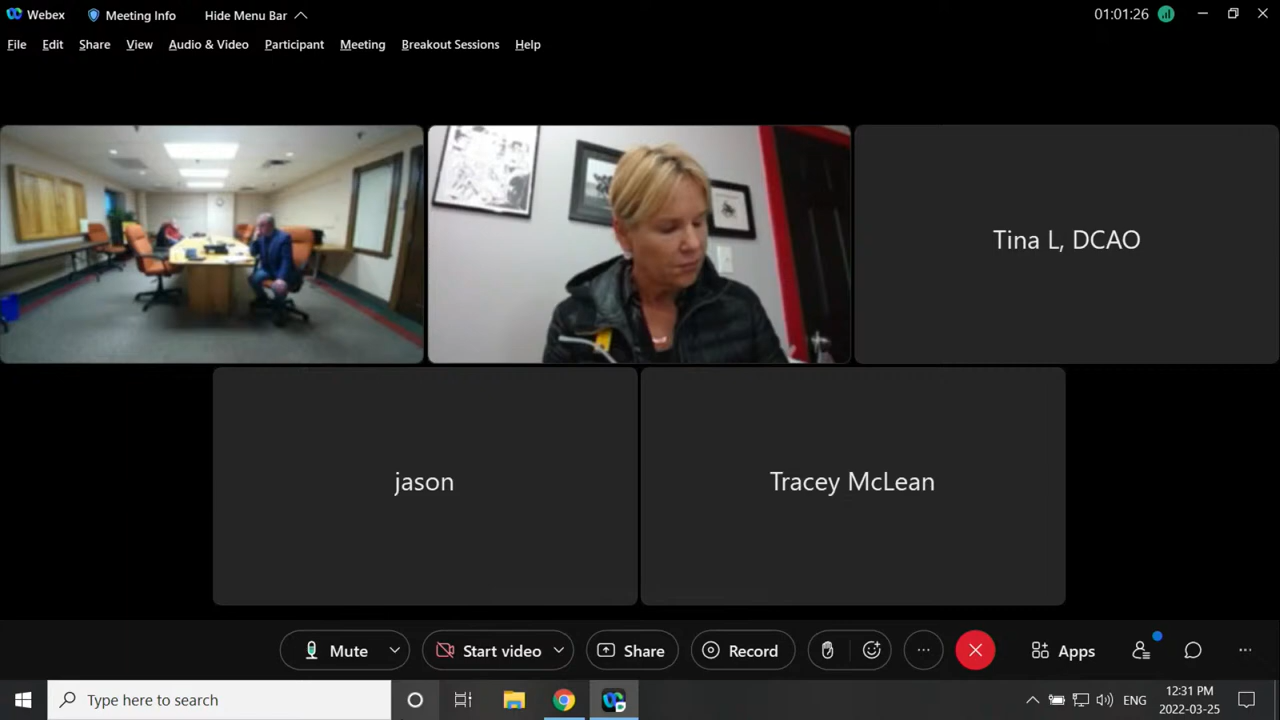 Webex
Meeting Info
Hide Menu Bar
01:01:26
File
Edit
Share
View
Audio & Video
Participant
Meeting
Breakout Sessions
Help
Tina L, DCAO
jason
Tracey McLean
Mute
Start video
Share
Record
Apps
Type here to search
ENG
12:31 PM
2022-03-25